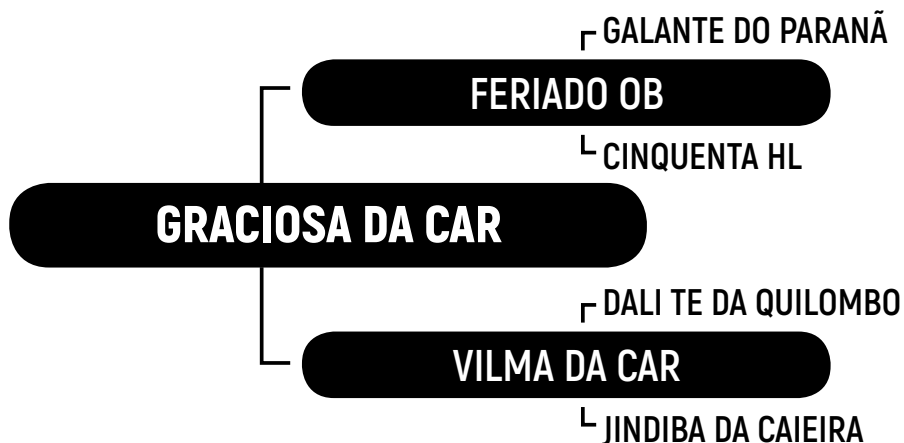 GALANTE DO PARANÃ
FERIADO OB
CINQUENTA HL
GRACIOSA DA CAR
DALI TE DA QUILOMBO
VILMA DA CAR
JINDIBA DA CAIEIRA